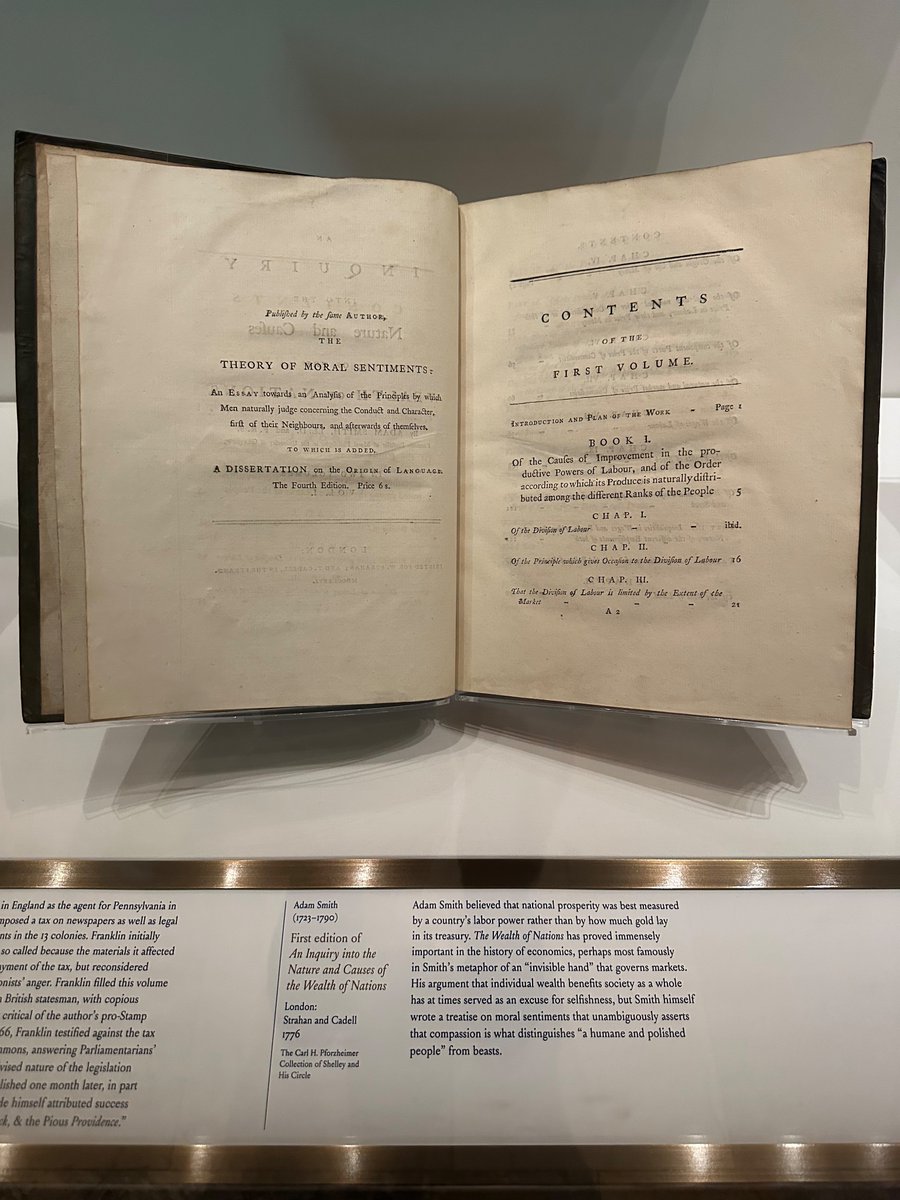 Publiſhed by the ſame AUTHOR,
THE
THEORY OF MORAL SENTIMENTS:
An ESSAY towards an Analyſis of the Principles by which
Men naturally judge concerning the Conduct and Character,
firſt of their Neighbours, and afterwards of themſelves.
TO WHICH IS ADDED,
A DISSERTATION on the ORIGIN of LANGUAGE.
The Fourth Edition. Price 6 s.
CONTENTS
OF THE
FIRST VOLUME.
INTRODUCTION AND PLAN OF THE WORK - Page 1
BOOK I.
Of the Cauſes of Improvement in the pro-
ductive Powers of Labour, and of the Order
according to which its Produce is naturally diſtri-
buted among the different Ranks of the People 5
CHAP. I.
Of the Diviſion of Labour - - - ibid.
CHAP. II.
Of the Principle which gives Occaſion to the Diviſion of Labour 16
CHAP. III.
That the Diviſion of Labour is limited by the Extent of the
Market - - - - - 21
A 2
in England as the agent for Pennsylvania in
mposed a tax on newspapers as well as legal
nts in the 13 colonies. Franklin initially
so called because the materials it affected
yment of the tax, but reconsidered
onists' anger. Franklin filled this volume
British statesman, with copious
critical of the author's pro-Stamp
66, Franklin testified against the tax
mmons, answering Parliamentarians'
vised nature of the legislation
lished one month later, in part
He himself attributed success
ck, & the Pious Providence."
Adam Smith
(1723–1790)
First edition of
An Inquiry into the
Nature and Causes of
the Wealth of Nations
London:
Strahan and Cadell
1776
The Carl H. Pforzheimer
Collection of Shelley and
His Circle
Adam Smith believed that national prosperity was best measured
by a country's labor power rather than by how much gold lay
in its treasury. The Wealth of Nations has proved immensely
important in the history of economics, perhaps most famously
in Smith's metaphor of an "invisible hand" that governs markets.
His argument that individual wealth benefits society as a whole
has at times served as an excuse for selfishness, but Smith himself
wrote a treatise on moral sentiments that unambiguously asserts
that compassion is what distinguishes "a humane and polished
people" from beasts.